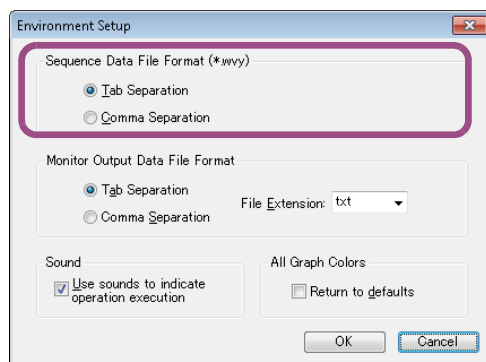 Environment Setup
Sequence Data File Format (*.wvy)
Tab Separation
Comma Separation
Monitor Output Data File Format
Tab Separation
Comma Separation
File Extension: txt
Sound
Use sounds to indicate
operation execution
All Graph Colors
Return to defaults
OK
Cancel